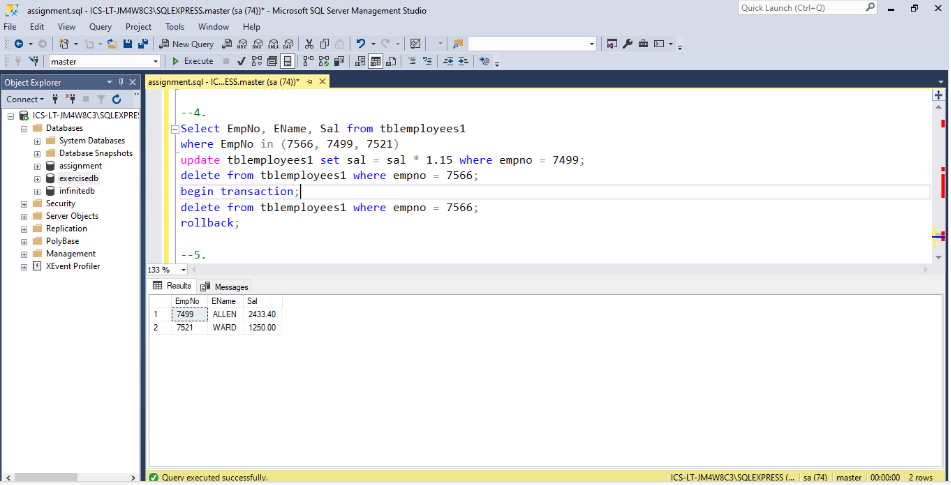 assignment.sql - ICS-LT-JM4W8C3\SQLEXPRESS.master (sa (74))* - Microsoft SQL Server Management Studio
Quick Launch (Ctrl+Q)
File Edit View Query Project Tools Window Help
New Query
master
Execute
Object Explorer
assignment.sql - IC...ESS.master (sa (74))*
Connect
ICS-LT-JM4W8C3\SQLEXPRES
Databases
System Databases
Database Snapshots
assignment
exercisedb
infinitedb
Security
Server Objects
Replication
PolyBase
Management
XEvent Profiler
--4.
Select EmpNo, EName, Sal from tblemployees1
where EmpNo in (7566, 7499, 7521)
update tblemployees1 set sal = sal * 1.15 where empno = 7499;
delete from tblemployees1 where empno = 7566;
begin transaction;
delete from tblemployees1 where empno = 7566;
rollback;
--5.
133 %
Results Messages
EmpNo EName Sal
1 7499 ALLEN 2433.40
2 7521 WARD 1250.00
Query executed successfully.
ICS-LT-JM4W8C3\SQLEXPRESS (... sa (74) master 00:00:00 2 rows